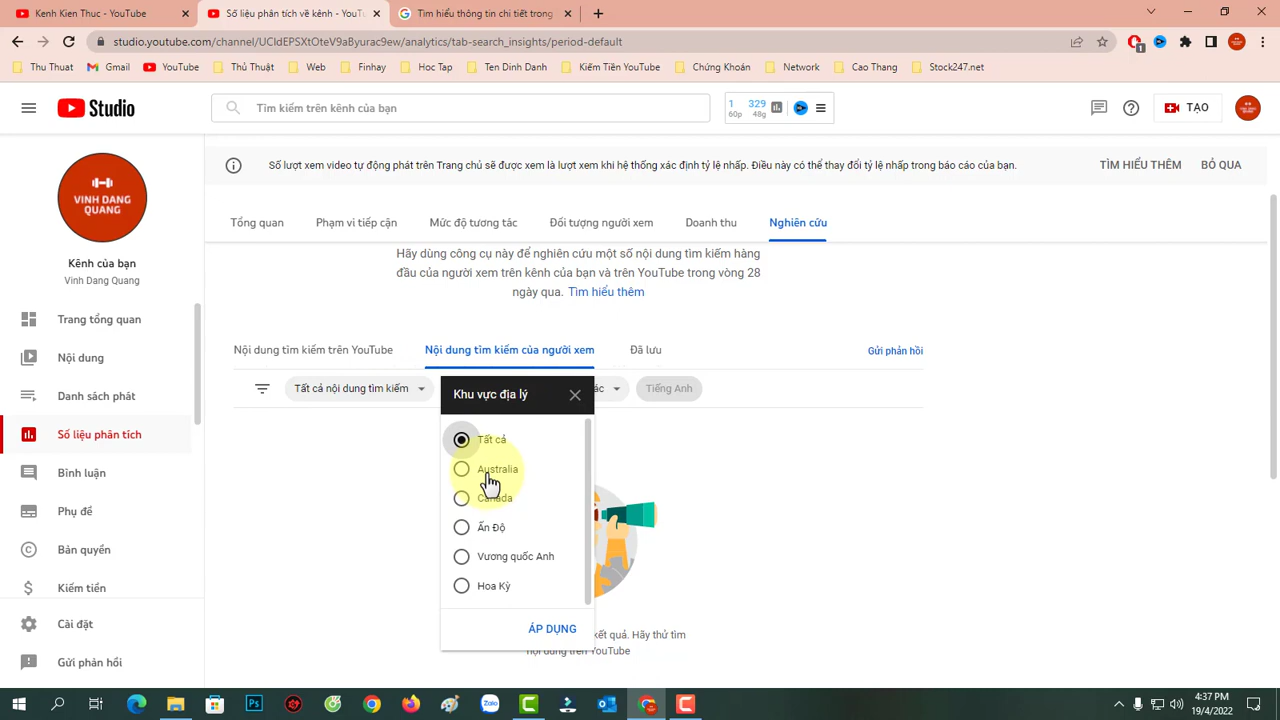 Kenh Kien Thuc - YouTube
Số liệu phân tích về kênh - YouT
Tìm hiểu thông tin chi tiết trong
studio.youtube.com/channel/UCIdEPSXtOteV9aByurac9ew/analytics/tab-search_insights/period-default
1
Thu Thuat
Gmail
YouTube
Thủ Thuật
Web
Finhay
Hoc Tap
Ten Dinh Danh
Kiếm Tiền YouTube
Chứng Khoán
Network
Cao Thang
Stock247.net
Studio
Tìm kiếm trên kênh của bạn
1 329
60p 48g
TẠO
VINH DANG
QUANG
Kênh của bạn
Vinh Dang Quang
Trang tổng quan
Nội dung
Danh sách phát
Số liệu phân tích
Bình luận
Phụ đề
Bản quyền
Kiếm tiền
Cài đặt
Gửi phản hồi
Số lượt xem video tự động phát trên Trang chủ sẽ được xem là lượt xem khi hệ thống xác định tỷ lệ nhấp. Điều này có thể thay đổi tỷ lệ nhấp trong báo cáo của bạn.
TÌM HIỂU THÊM
BỎ QUA
Tổng quan
Phạm vi tiếp cận
Mức độ tương tác
Đối tượng người xem
Doanh thu
Nghiên cứu
Hãy dùng công cụ này để nghiên cứu một số nội dung tìm kiếm hàng
đầu của người xem trên kênh của bạn và trên YouTube trong vòng 28
ngày qua. Tìm hiểu thêm
Nội dung tìm kiếm trên YouTube
Nội dung tìm kiếm của người xem
Đã lưu
Gửi phản hồi
Tất cả nội dung tìm kiếm
ác
Tiếng Anh
Khu vực địa lý
Tất cả
Australia
Canada
Ấn Độ
Vương quốc Anh
Hoa Kỳ
ÁP DỤNG
kết quả. Hãy thử tìm
nội dung trên YouTube
4:37 PM
19/4/2022